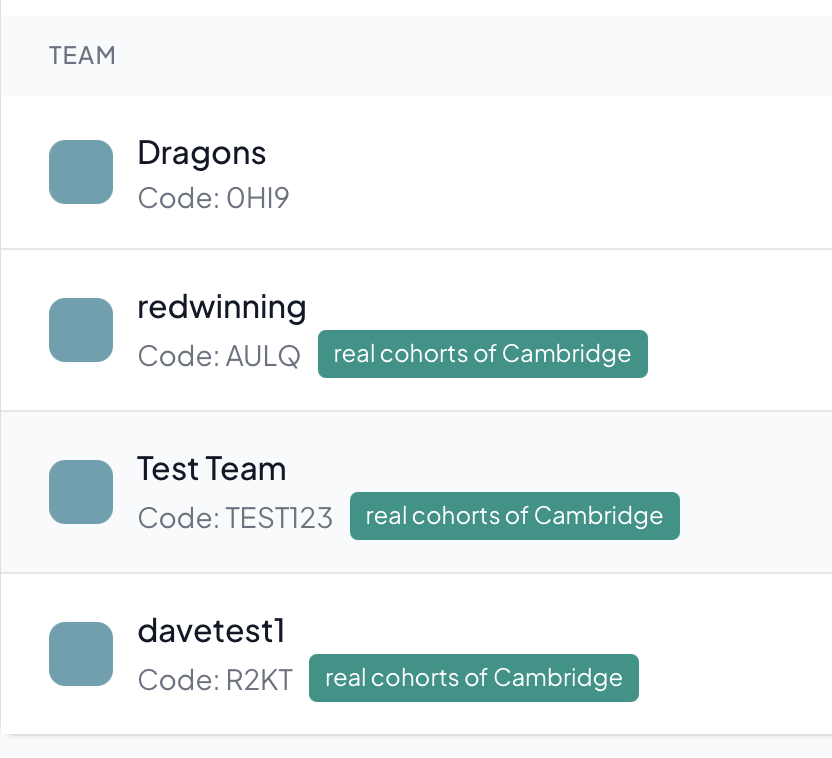 TEAM
Dragons
Code: 0HI9
redwinning
Code: AULQ real cohorts of Cambridge
Test Team
Code: TEST123 real cohorts of Cambridge
davetest1
Code: R2KT real cohorts of Cambridge